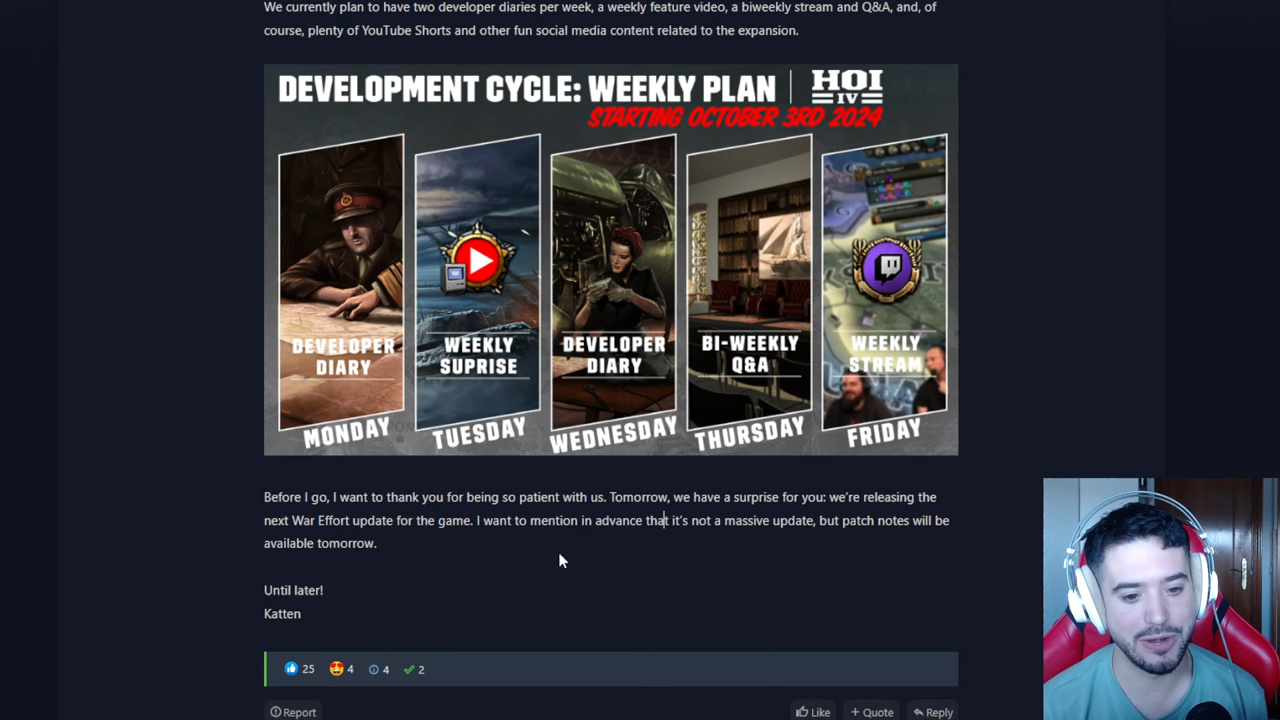 We currently plan to have two developer diaries per week, a weekly feature video, a biweekly stream and Q&A, and, of
course, plenty of YouTube Shorts and other fun social media content related to the expansion.
DEVELOPMENT CYCLE: WEEKLY PLAN
HOI
IV
STARTING OCTOBER 3RD 2024
DEVELOPER
DIARY
MONDAY
WEEKLY
SUPRISE
TUESDAY
DEVELOPER
DIARY
WEDNESDAY
BI-WEEKLY
Q&A
THURSDAY
WEEKLY
STREAM
FRIDAY
Before I go, I want to thank you for being so patient with us. Tomorrow, we have a surprise for you: we're releasing the
next War Effort update for the game. I want to mention in advance that it's not a massive update, but patch notes will be
available tomorrow.
Until later!
Katten
25 4 4 2
Report
Like + Quote Reply